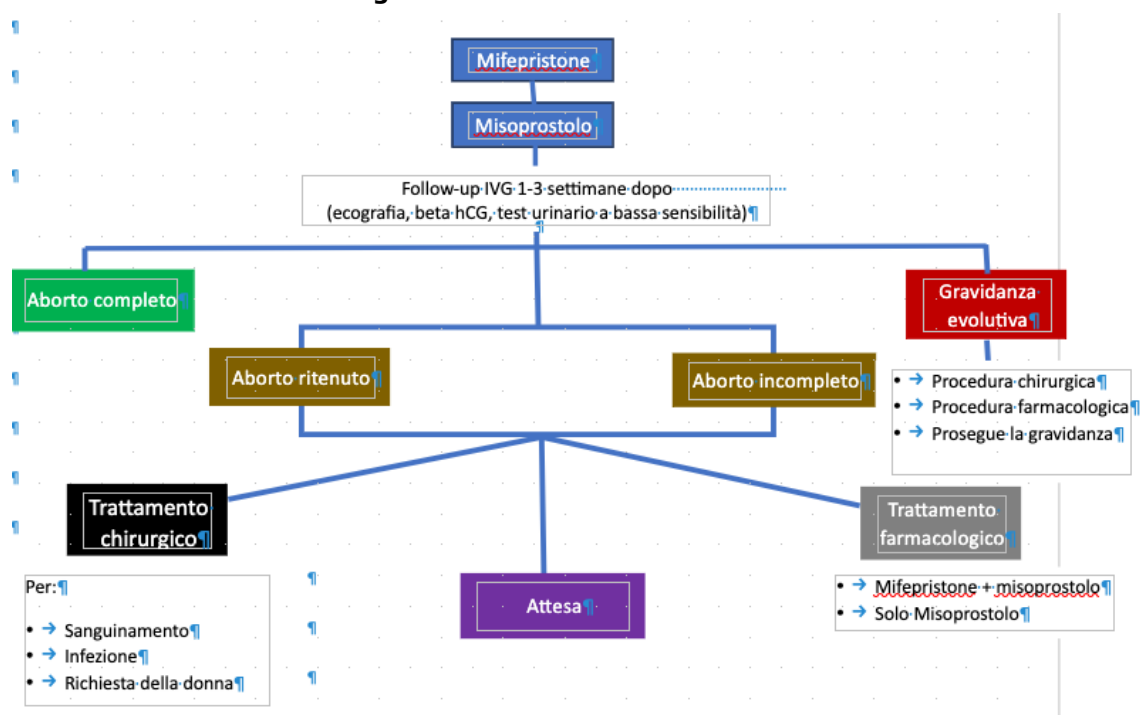 Mifepristone
Misoprostolo
Follow-up IVG 1-3 settimane dopo
(ecografia, beta hCG, test urinario a bassa sensibilità)
Aborto completo
Gravidanza
evolutiva
Aborto ritenuto
Aborto incompleto
• → Procedura chirurgica
• → Procedura farmacologica
• → Prosegue la gravidanza
Trattamento
chirurgico
Trattamento
farmacologico
Per:
• → Sanguinamento
• → Infezione
• → Richiesta della donna
Attesa
• → Mifepristone + misoprostolo
• → Solo Misoprostolo